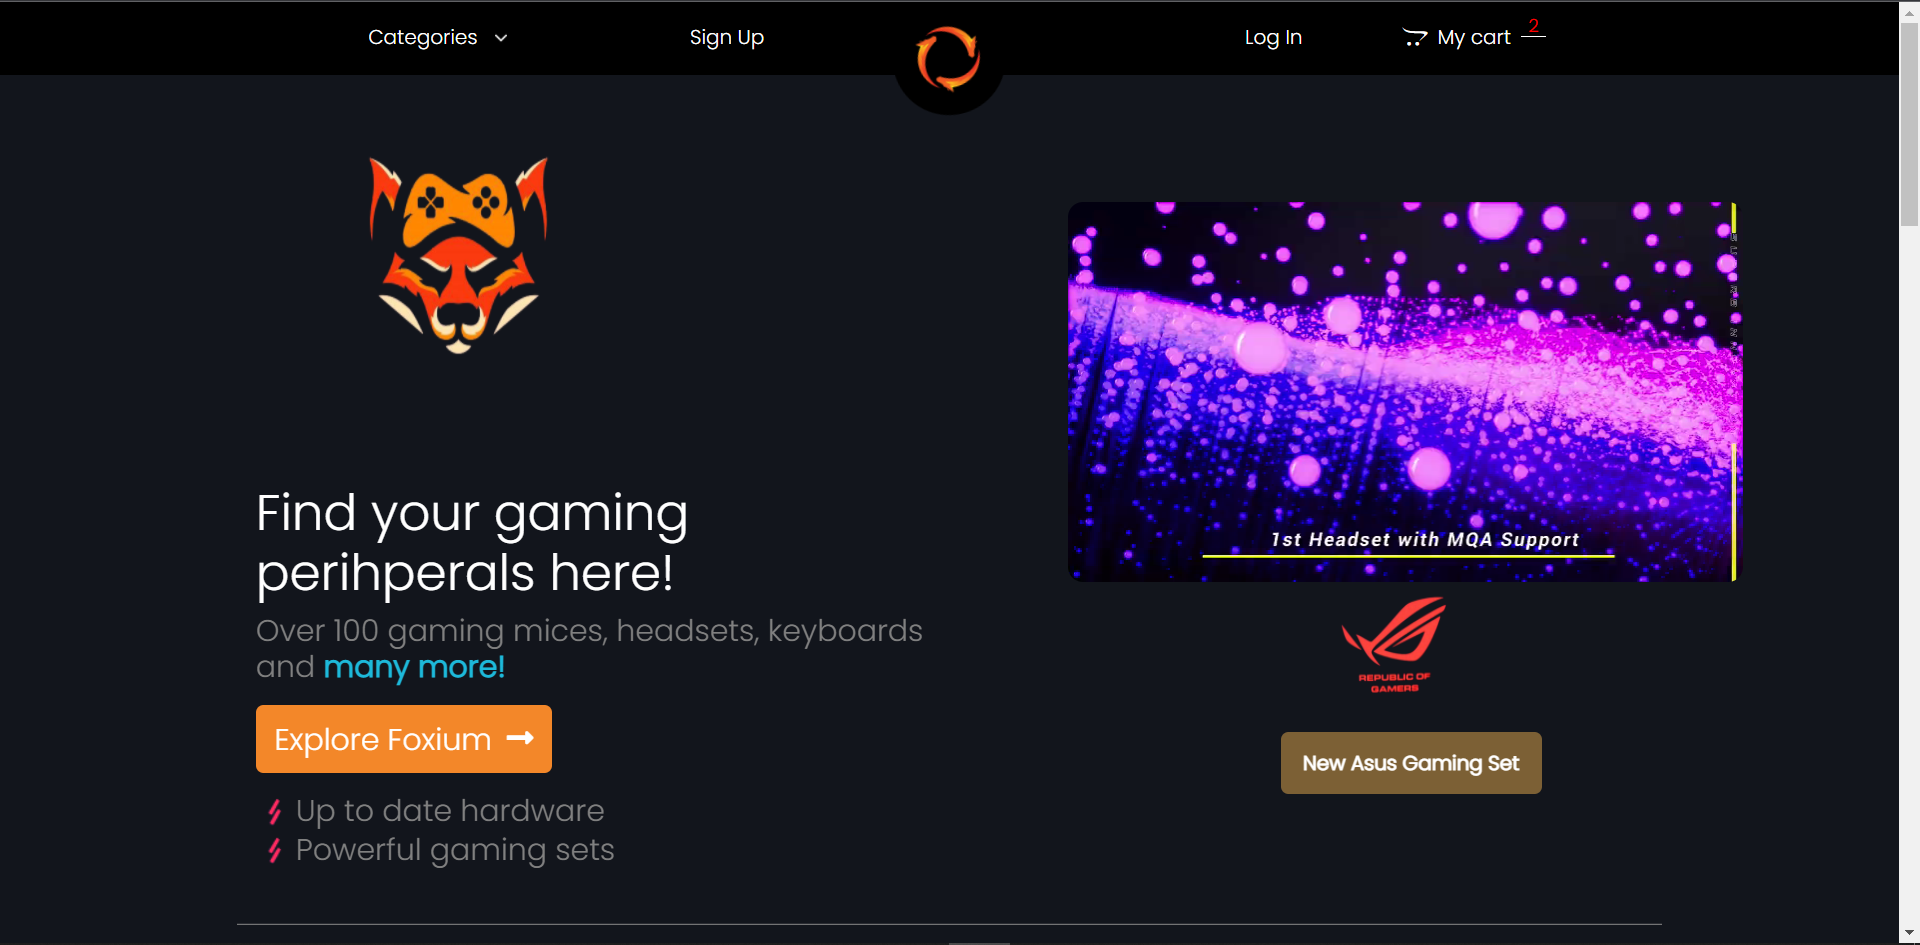 Categories
Sign Up
Log In
My cart
2
Find your gaming
perihperals here!
Over 100 gaming mices, headsets, keyboards
and many more!
Explore Foxium
Up to date hardware
Powerful gaming sets
1st Headset with MQA Support
REPUBLIC OF
GAMERS
New Asus Gaming Set